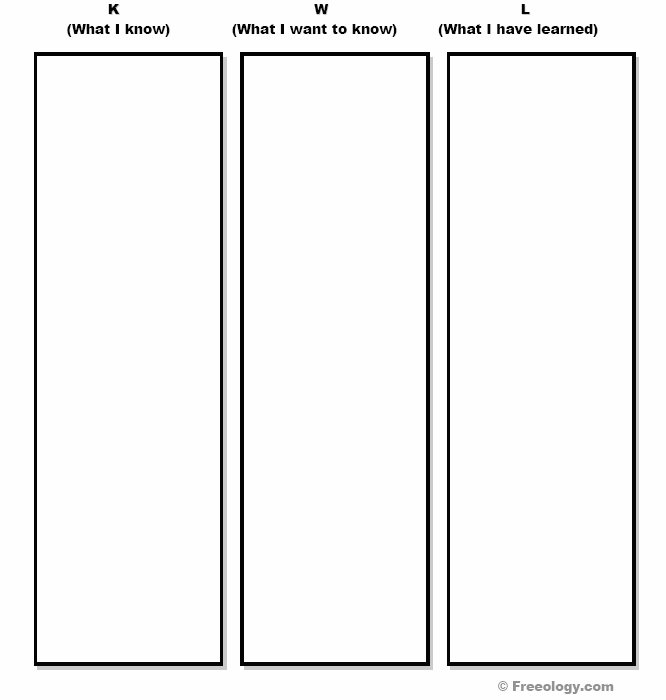 K
(What I know)
W
(What I want to know)
L
(What I have learned)
© Freeology.com